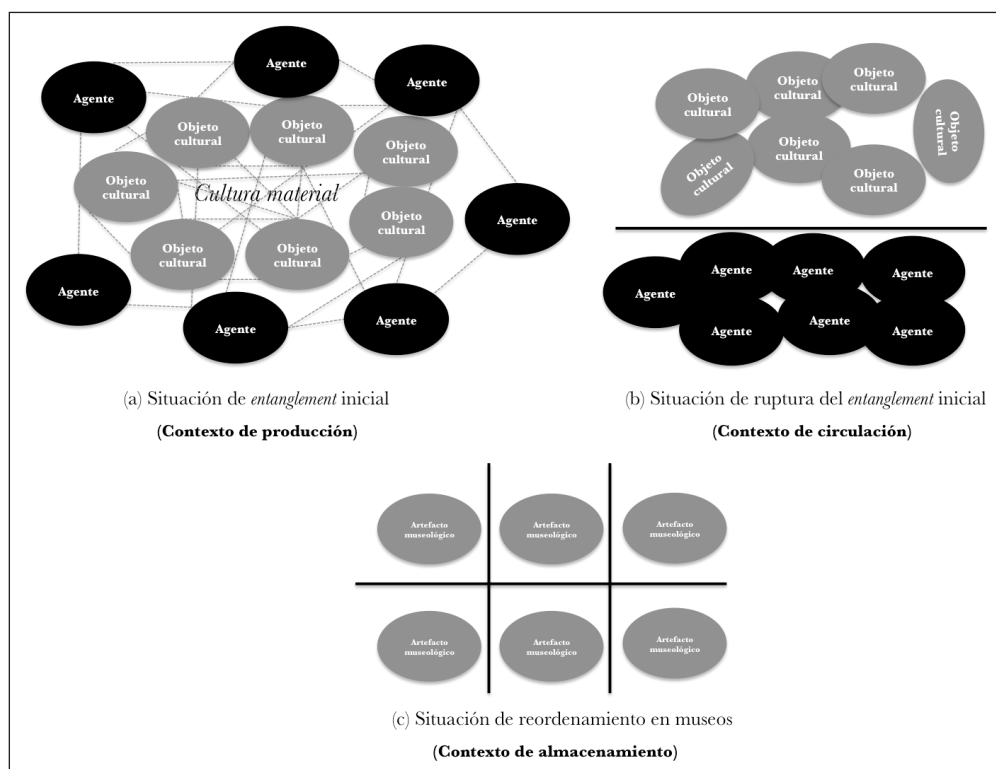 Agente
Agente
Agente
Agente
Agente
Agente
Agente
Agente
Objeto
cultural
Objeto
cultural
Objeto
cultural
Objeto
cultural
Cultura material
Objeto
cultural
Objeto
cultural
Objeto
cultural
(a) Situación de entanglement inicial
(Contexto de producción)
Objeto
cultural
Objeto
cultural
Objeto
cultural
Objeto
cultural
Objeto
cultural
Objeto
cultural
Objeto
cultural
Agente
Agente
Agente
Agente
Agente
Agente
Agente
(b) Situación de ruptura del entanglement inicial
(Contexto de circulación)
Artefacto
museológico
Artefacto
museológico
Artefacto
museológico
Artefacto
museológico
Artefacto
museológico
Artefacto
museológico
(c) Situación de reordenamiento en museos
(Contexto de almacenamiento)